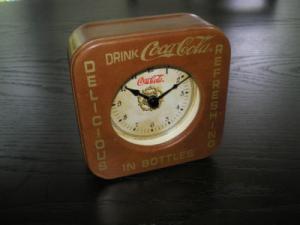 DRINK Coca-Cola
DELICIOUS
REFRESHING
IN BOTTLES
Coca-Cola